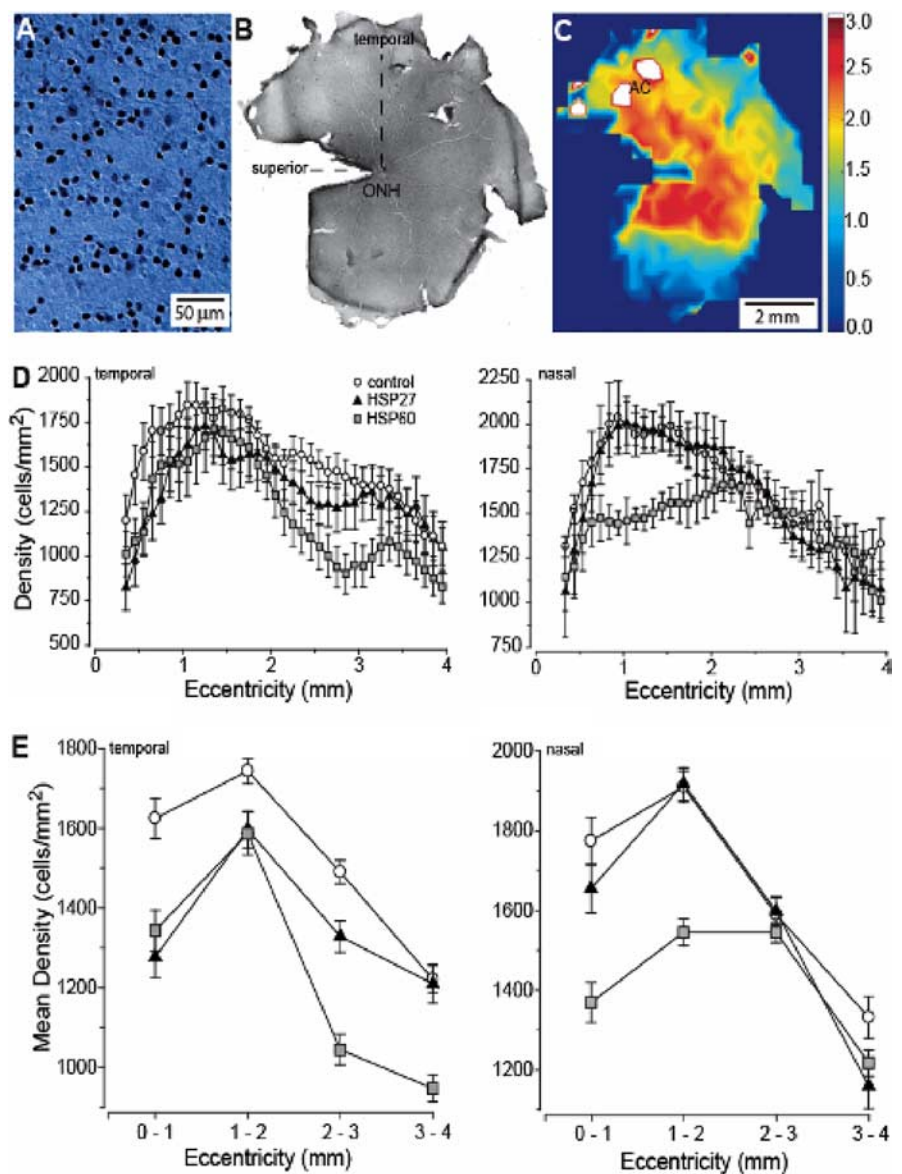 A
50 µm
B
temporal
superior
ONH
C
AC
2 mm
3.0
2.5
2.0
1.5
1.0
0.5
0.0
D
temporal
control
HSP27
HSP60
Density (cells/mm²)
2000
1750
1500
1250
1000
750
500
0 1 2 3 4
Eccentricity (mm)
nasal
2250
2000
1750
1500
1250
1000
750
0 1 2 3 4
Eccentricity (mm)
E
temporal
Mean Density (cells/mm²)
1800
1600
1400
1200
1000
0 - 1 1 - 2 2 - 3 3 - 4
Eccentricity (mm)
nasal
2000
1800
1600
1400
1200
0 - 1 1 - 2 2 - 3 3 - 4
Eccentricity (mm)